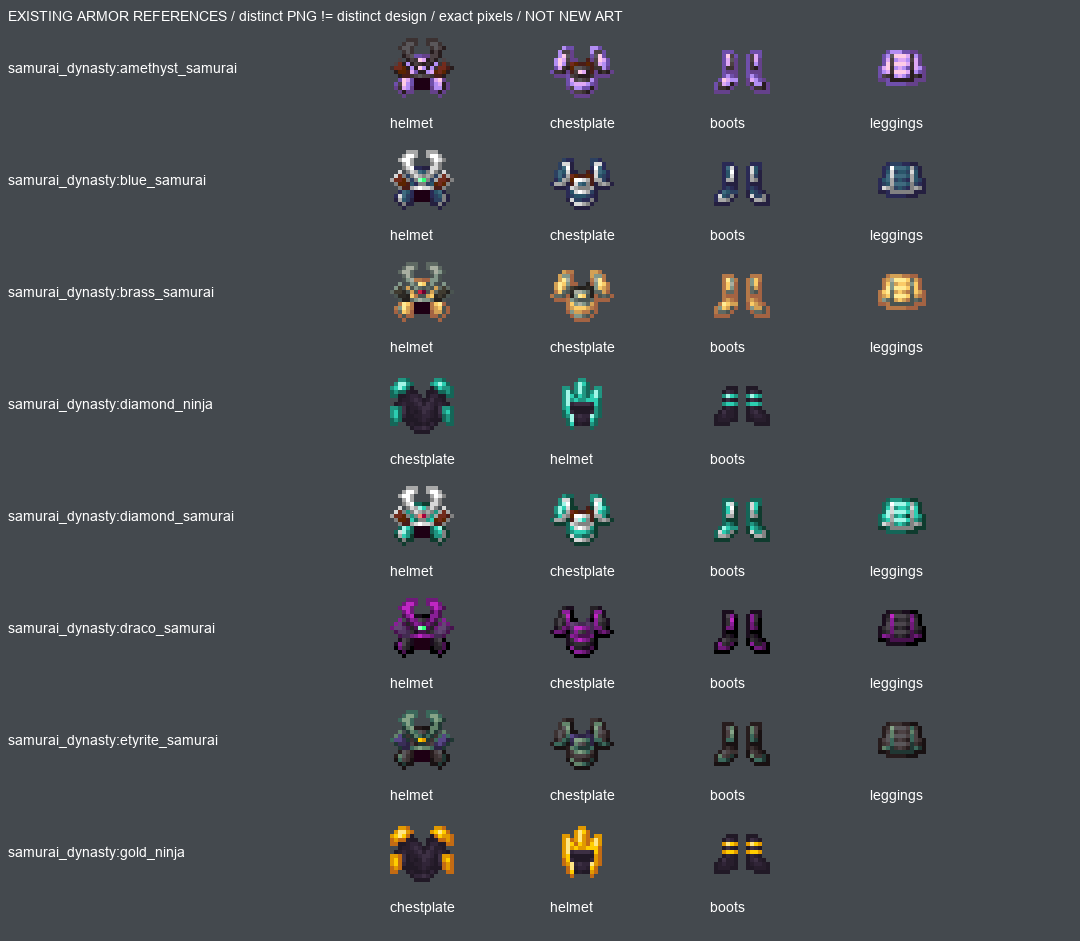 EXISTING ARMOR REFERENCES / distinct PNG != distinct design / exact pixels / NOT NEW ART
samurai_dynasty:amethyst_samurai
helmet chestplate boots leggings
samurai_dynasty:blue_samurai
helmet chestplate boots leggings
samurai_dynasty:brass_samurai
helmet chestplate boots leggings
samurai_dynasty:diamond_ninja
chestplate helmet boots
samurai_dynasty:diamond_samurai
helmet chestplate boots leggings
samurai_dynasty:draco_samurai
helmet chestplate boots leggings
samurai_dynasty:etyrite_samurai
helmet chestplate boots leggings
samurai_dynasty:gold_ninja
chestplate helmet boots